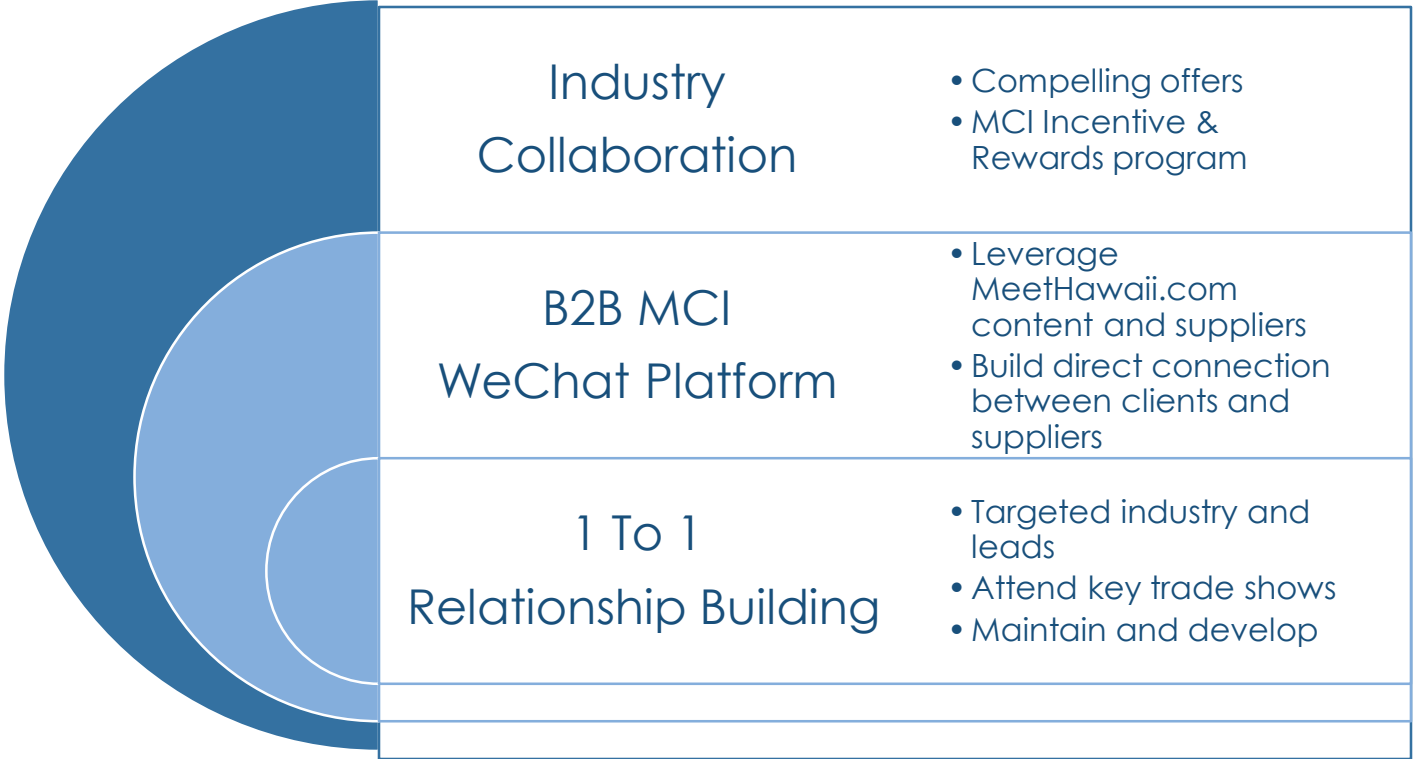 Industry
Collaboration
• Compelling offers
• MCI Incentive &
Rewards program
B2B MCI
WeChat Platform
• Leverage
MeetHawaii.com
content and suppliers
• Build direct connection
between clients and
suppliers
1 To 1
Relationship Building
• Targeted industry and
leads
• Attend key trade shows
• Maintain and develop